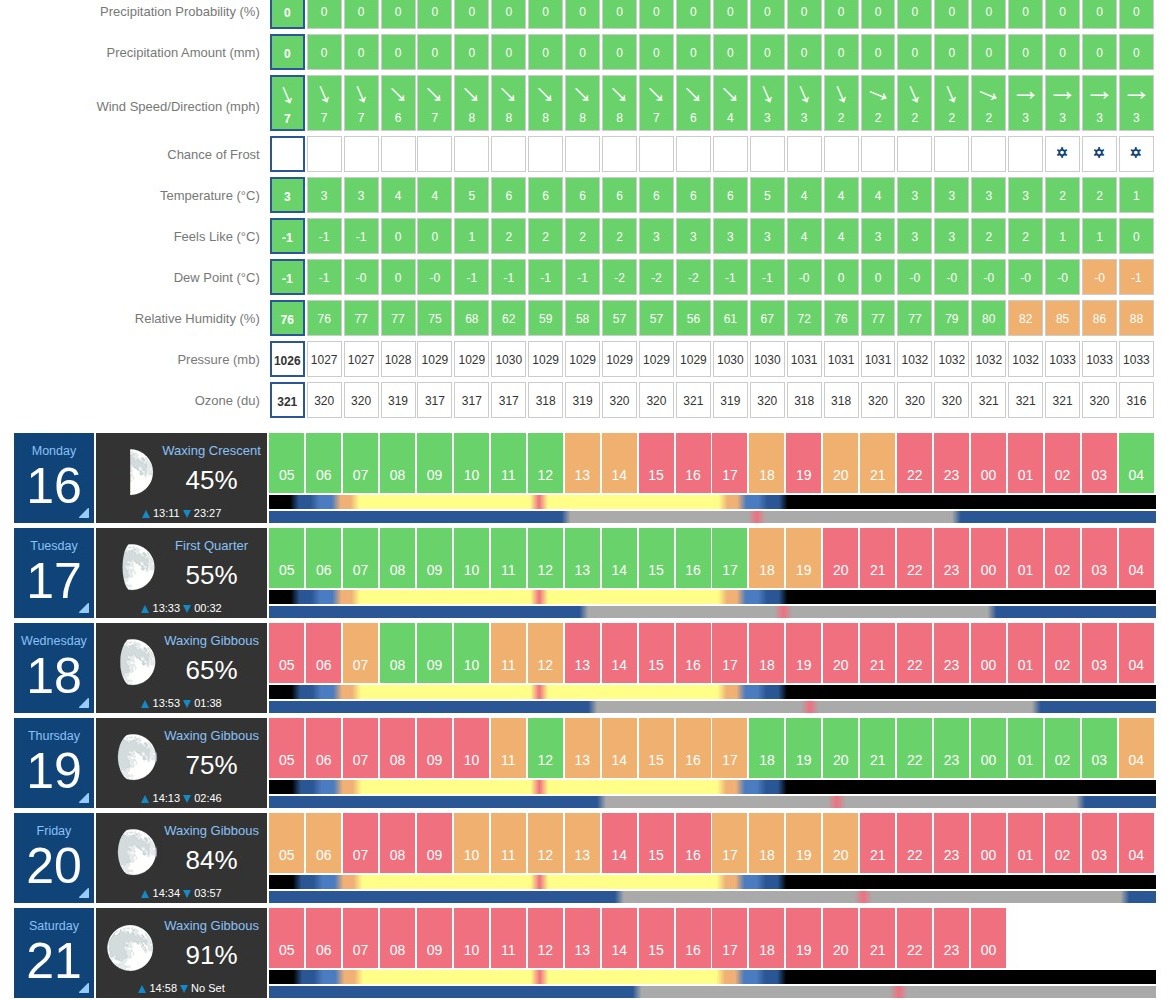 Precipitation Probability (%) 0 0 0 0 0 0 0 0 0 0 0 0 0 0 0 0 0 0 0 0 0 0 0 0
Precipitation Amount (mm) 0 0 0 0 0 0 0 0 0 0 0 0 0 0 0 0 0 0 0 0 0 0 0 0
Wind Speed/Direction (mph) 7 7 7 6 7 8 8 8 8 8 7 6 4 3 3 2 2 2 2 2 3 3 3 3
Chance of Frost
Temperature (°C) 3 3 3 4 4 5 6 6 6 6 6 6 6 5 4 4 4 3 3 3 3 2 2 1
Feels Like (°C) -1 -1 -1 0 0 1 2 2 2 2 3 3 3 3 4 4 3 3 3 2 2 1 1 0
Dew Point (°C) -1 -1 -0 0 -0 -1 -1 -1 -1 -2 -2 -2 -1 -1 -0 0 0 -0 -0 -0 -0 -0 -0 -1
Relative Humidity (%) 76 76 77 77 75 68 62 59 58 57 57 56 61 67 72 76 77 77 79 80 82 85 86 88
Pressure (mb) 1026 1027 1027 1028 1029 1029 1030 1029 1029 1029 1029 1029 1030 1030 1031 1031 1031 1032 1032 1032 1032 1033 1033 1033
Ozone (du) 321 320 320 319 317 317 317 318 319 320 320 321 319 320 318 318 320 320 320 321 321 321 320 316
Monday Waxing Crescent
16 45% 05 06 07 08 09 10 11 12 13 14 15 16 17 18 19 20 21 22 23 00 01 02 03 04
13:11 23:27
Tuesday First Quarter
17 55% 05 06 07 08 09 10 11 12 13 14 15 16 17 18 19 20 21 22 23 00 01 02 03 04
13:33 00:32
Wednesday Waxing Gibbous
18 65% 05 06 07 08 09 10 11 12 13 14 15 16 17 18 19 20 21 22 23 00 01 02 03 04
13:53 01:38
Thursday Waxing Gibbous
19 75% 05 06 07 08 09 10 11 12 13 14 15 16 17 18 19 20 21 22 23 00 01 02 03 04
14:13 02:46
Friday Waxing Gibbous
20 84% 05 06 07 08 09 10 11 12 13 14 15 16 17 18 19 20 21 22 23 00 01 02 03 04
14:34 03:57
Saturday Waxing Gibbous
21 91% 05 06 07 08 09 10 11 12 13 14 15 16 17 18 19 20 21 22 23 00
14:58 No Set